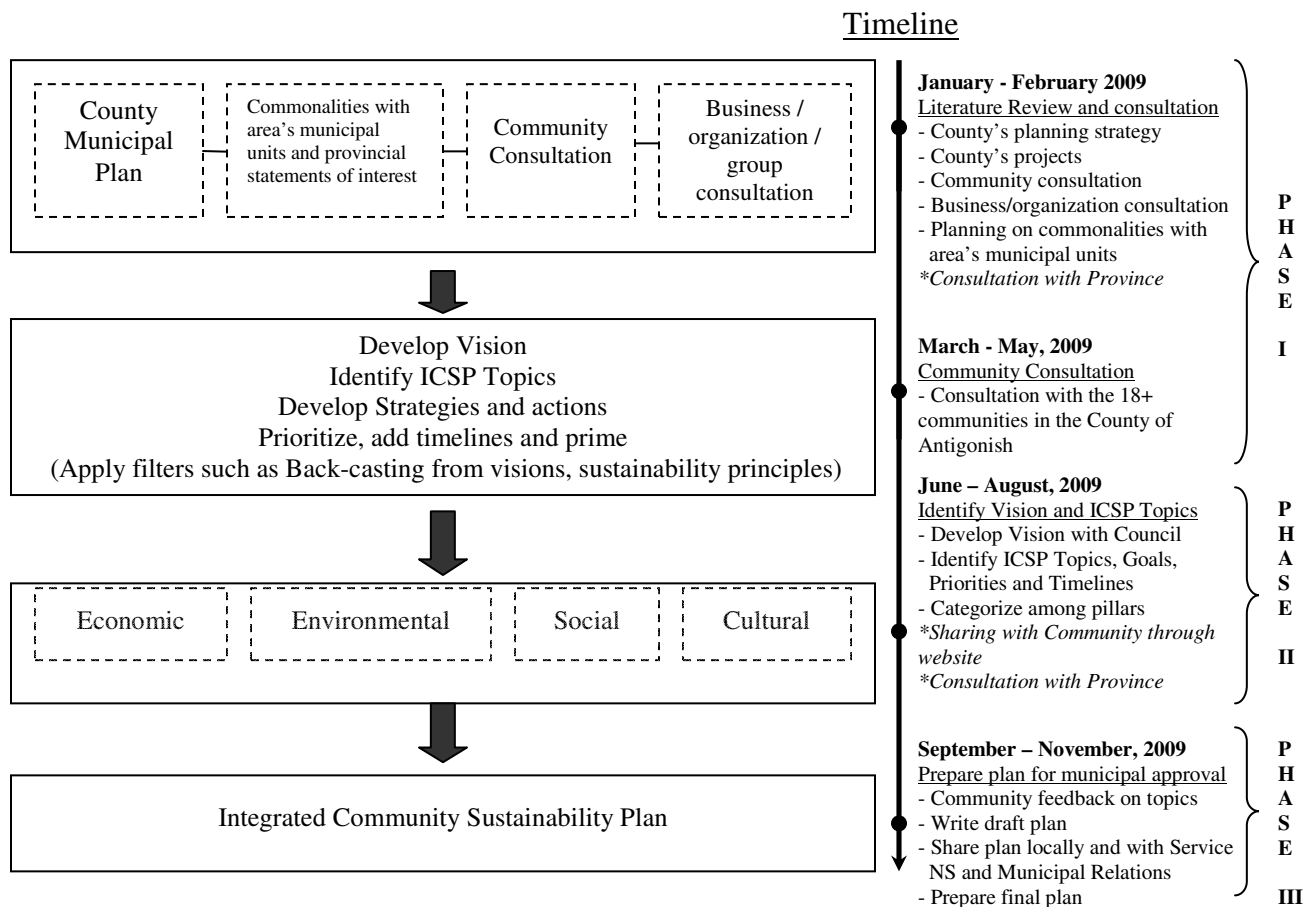 Timeline
County
Municipal
Plan
Commonalities with
area's municipal
units and provincial
statements of interest
Community
Consultation
Business /
organization /
group
consultation
Develop Vision
Identify ICSP Topics
Develop Strategies and actions
Prioritize, add timelines and prime
(Apply filters such as Back-casting from visions, sustainability principles)
Economic
Environmental
Social
Cultural
Integrated Community Sustainability Plan
January - February 2009
Literature Review and consultation
- County's planning strategy
- County's projects
- Community consultation
- Business/organization consultation
- Planning on commonalities with
area's municipal units
*Consultation with Province
March - May, 2009
Community Consultation
- Consultation with the 18+
communities in the County of
Antigonish
PHASE I
June – August, 2009
Identify Vision and ICSP Topics
- Develop Vision with Council
- Identify ICSP Topics, Goals,
Priorities and Timelines
- Categorize among pillars
*Sharing with Community through
website
*Consultation with Province
PHASE II
September – November, 2009
Prepare plan for municipal approval
- Community feedback on topics
- Write draft plan
- Share plan locally and with Service
NS and Municipal Relations
- Prepare final plan
PHASE III